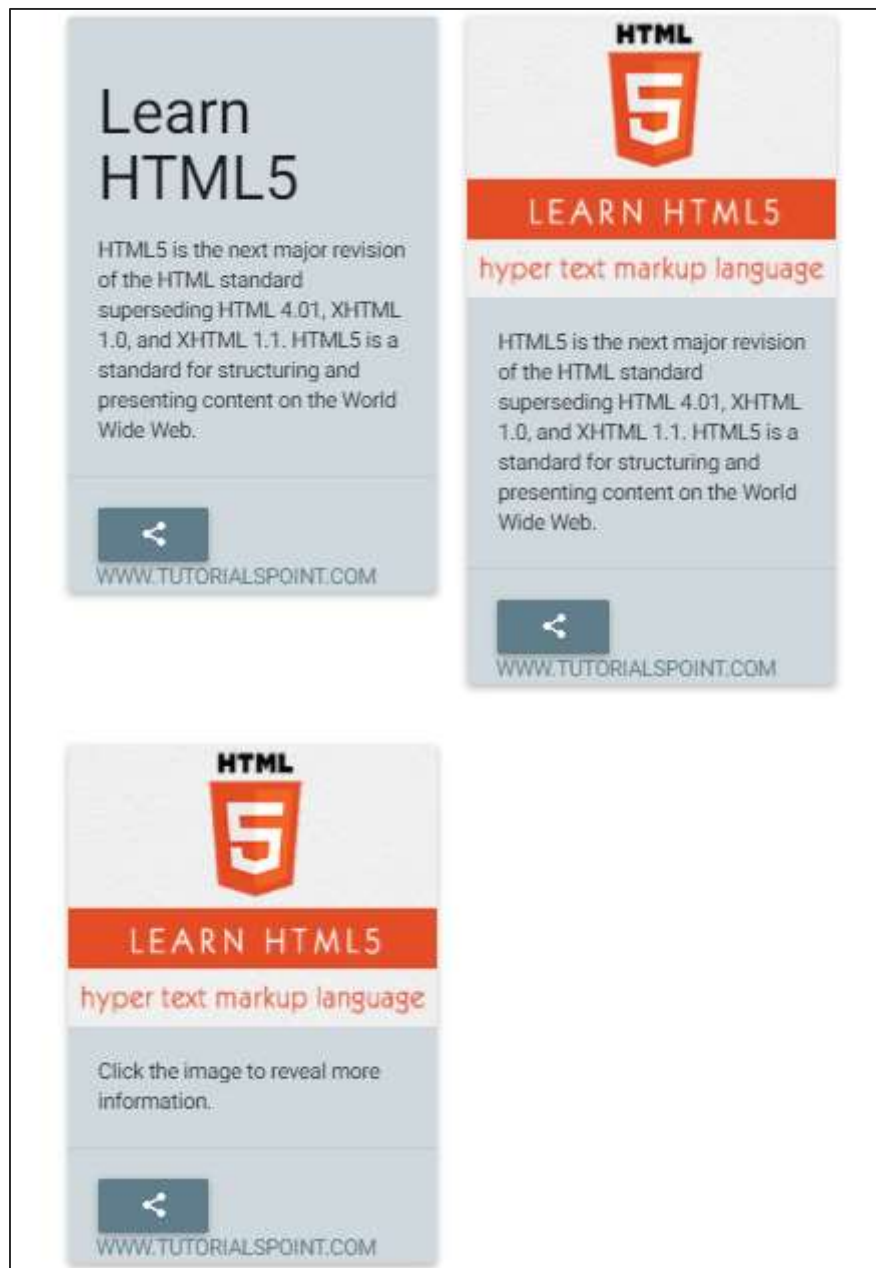 Learn
HTML5
HTML5 is the next major revision
of the HTML standard
superseding HTML 4.01, XHTML
1.0, and XHTML 1.1. HTML5 is a
standard for structuring and
presenting content on the World
Wide Web.
WWW.TUTORIALSPOINT.COM
HTML
5
LEARN HTML5
hyper text markup language
HTML5 is the next major revision
of the HTML standard
superseding HTML 4.01, XHTML
1.0, and XHTML 1.1. HTML5 is a
standard for structuring and
presenting content on the World
Wide Web.
WWW.TUTORIALSPOINT.COM
HTML
5
LEARN HTML5
hyper text markup language
Click the image to reveal more
information.
WWW.TUTORIALSPOINT.COM